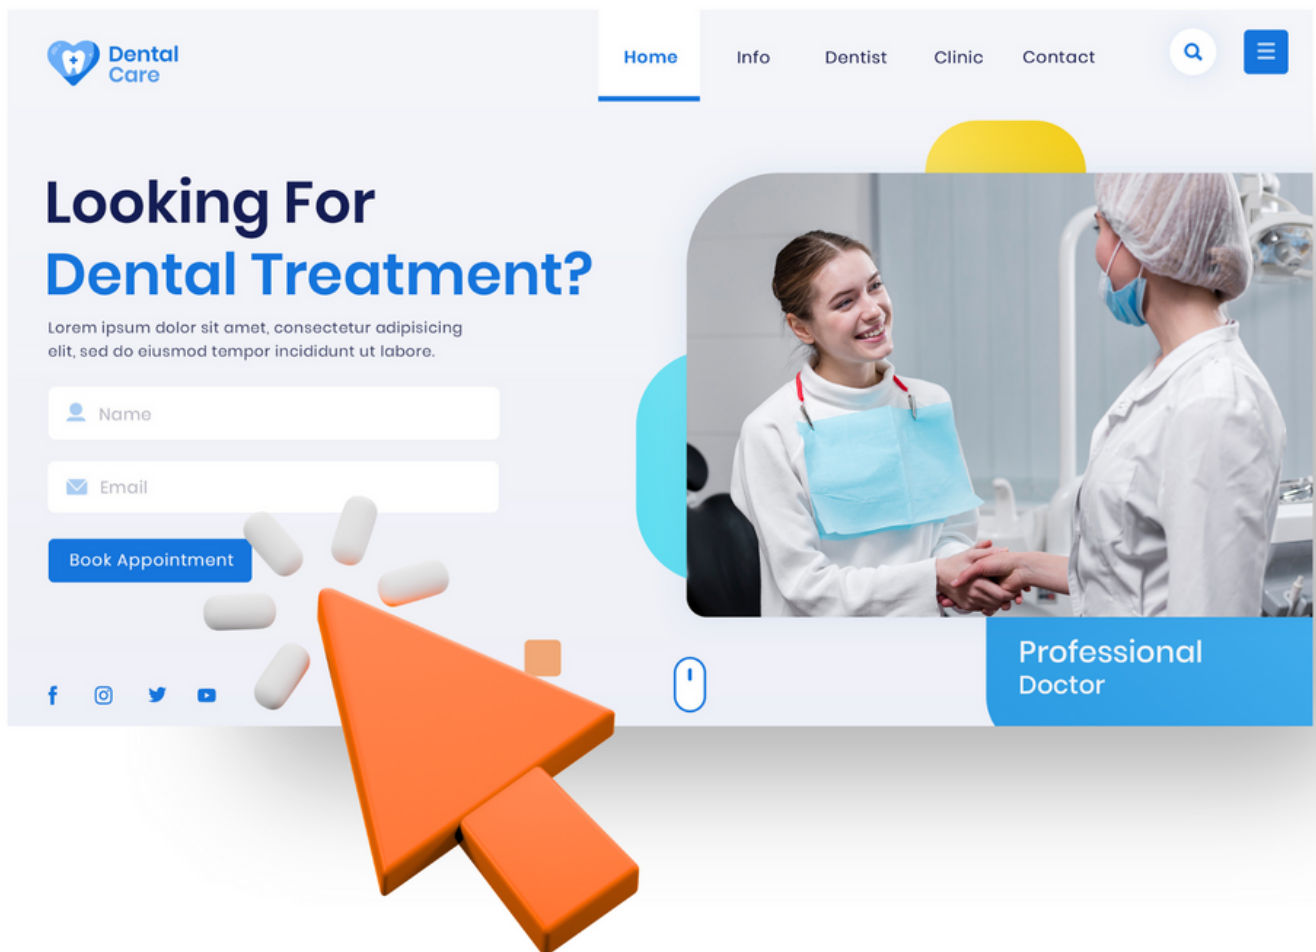 Dental
Care
Home
Info
Dentist
Clinic
Contact
Looking For
Dental Treatment?
Lorem ipsum dolor sit amet, consectetur adipisicing
elit, sed do eiusmod tempor incididunt ut labore.
Name
Email
Book Appointment
Professional
Doctor